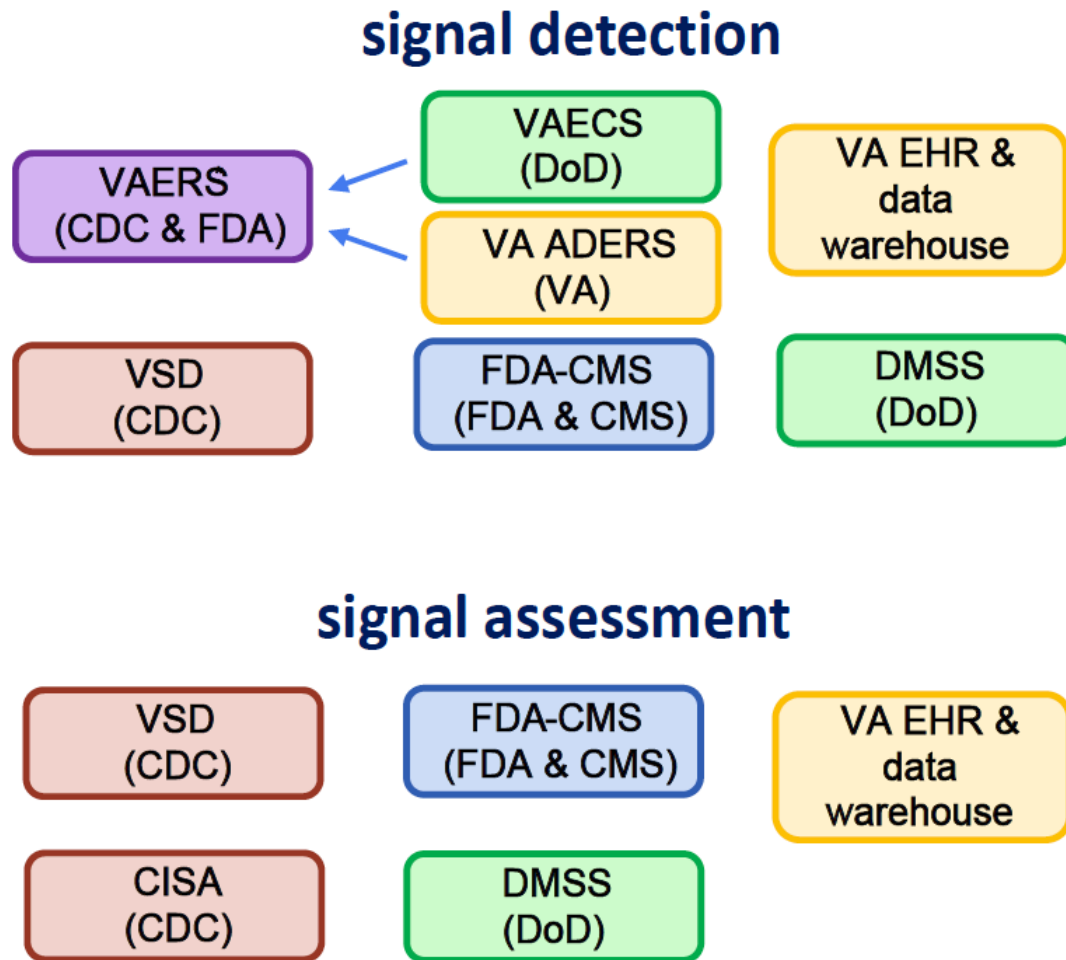 signal detection
VAERS
(CDC & FDA)
VAECS
(DoD)
VA ADERS
(VA)
VA EHR &
data
warehouse
VSD
(CDC)
FDA-CMS
(FDA & CMS)
DMSS
(DoD)
signal assessment
VSD
(CDC)
FDA-CMS
(FDA & CMS)
VA EHR &
data
warehouse
CISA
(CDC)
DMSS
(DoD)